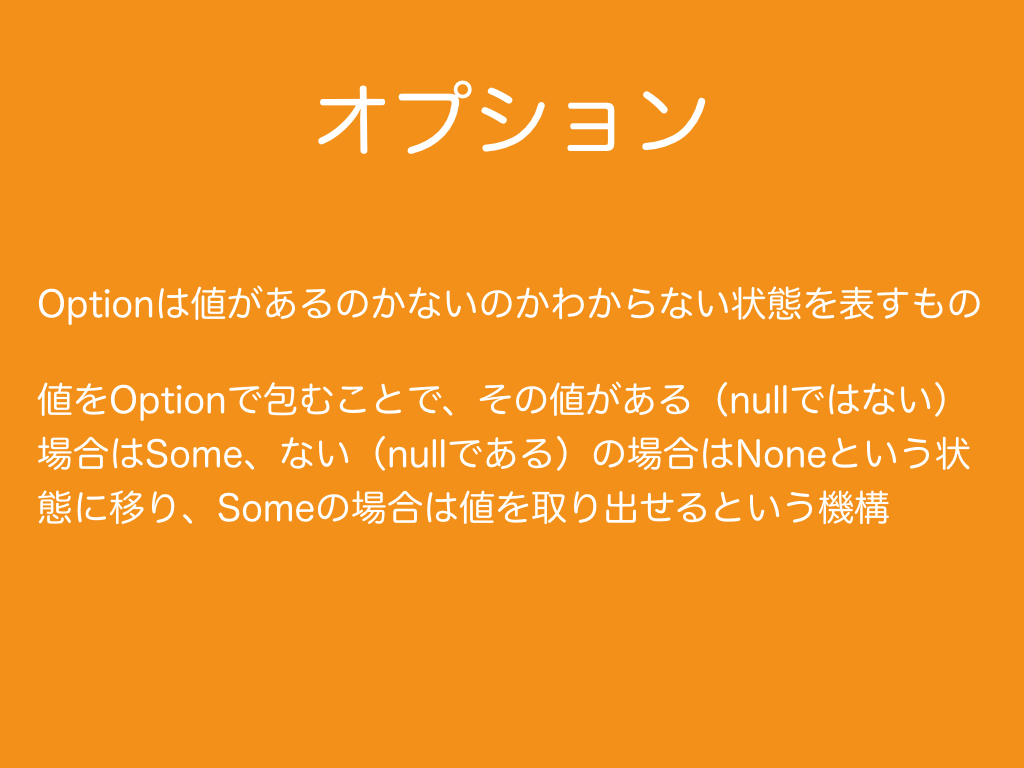 オプション
Optionは値があるのかないのかわからない状態を表すもの
値をOptionで包むことで、その値がある（nullではない）
場合はSome、ない（nullである）の場合はNoneという状
態に移り、Someの場合は値を取り出せるという機構